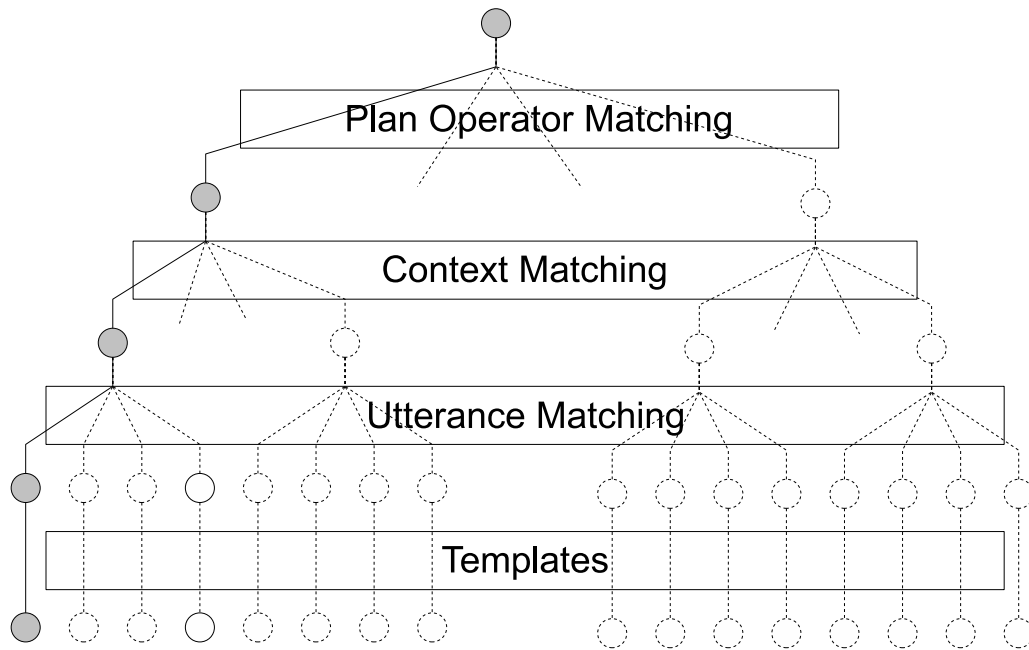 Plan Operator Matching
Context Matching
Utterance Matching
Templates